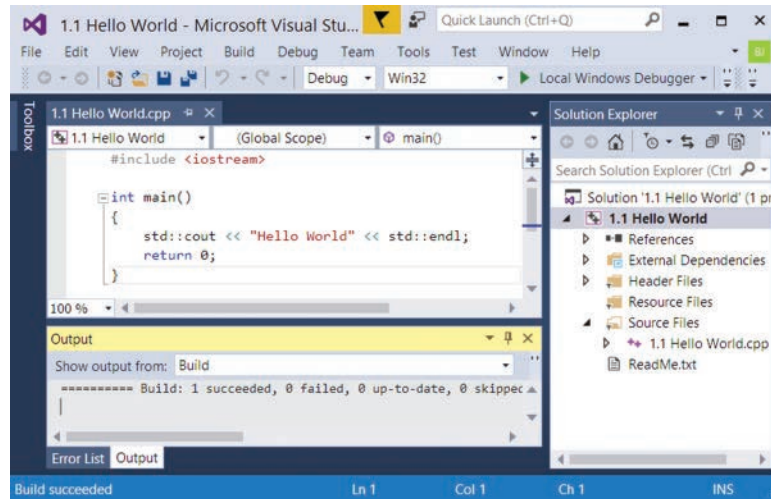 1.1 Hello World - Microsoft Visual Stu...
Quick Launch (Ctrl+Q)
File Edit View Project Build Debug Team Tools Test Window Help
BJ
Debug Win32 Local Windows Debugger
Toolbox
1.1 Hello World.cpp
1.1 Hello World (Global Scope) main()
#include <iostream>
int main()
{
std::cout << "Hello World" << std::endl;
return 0;
}
100 %
Output
Show output from: Build
========== Build: 1 succeeded, 0 failed, 0 up-to-date, 0 skipped
Error List Output
Solution Explorer
Search Solution Explorer (Ctrl
Solution '1.1 Hello World' (1 pr
1.1 Hello World
References
External Dependencies
Header Files
Resource Files
Source Files
1.1 Hello World.cpp
ReadMe.txt
Build succeeded Ln 1 Col 1 Ch 1 INS